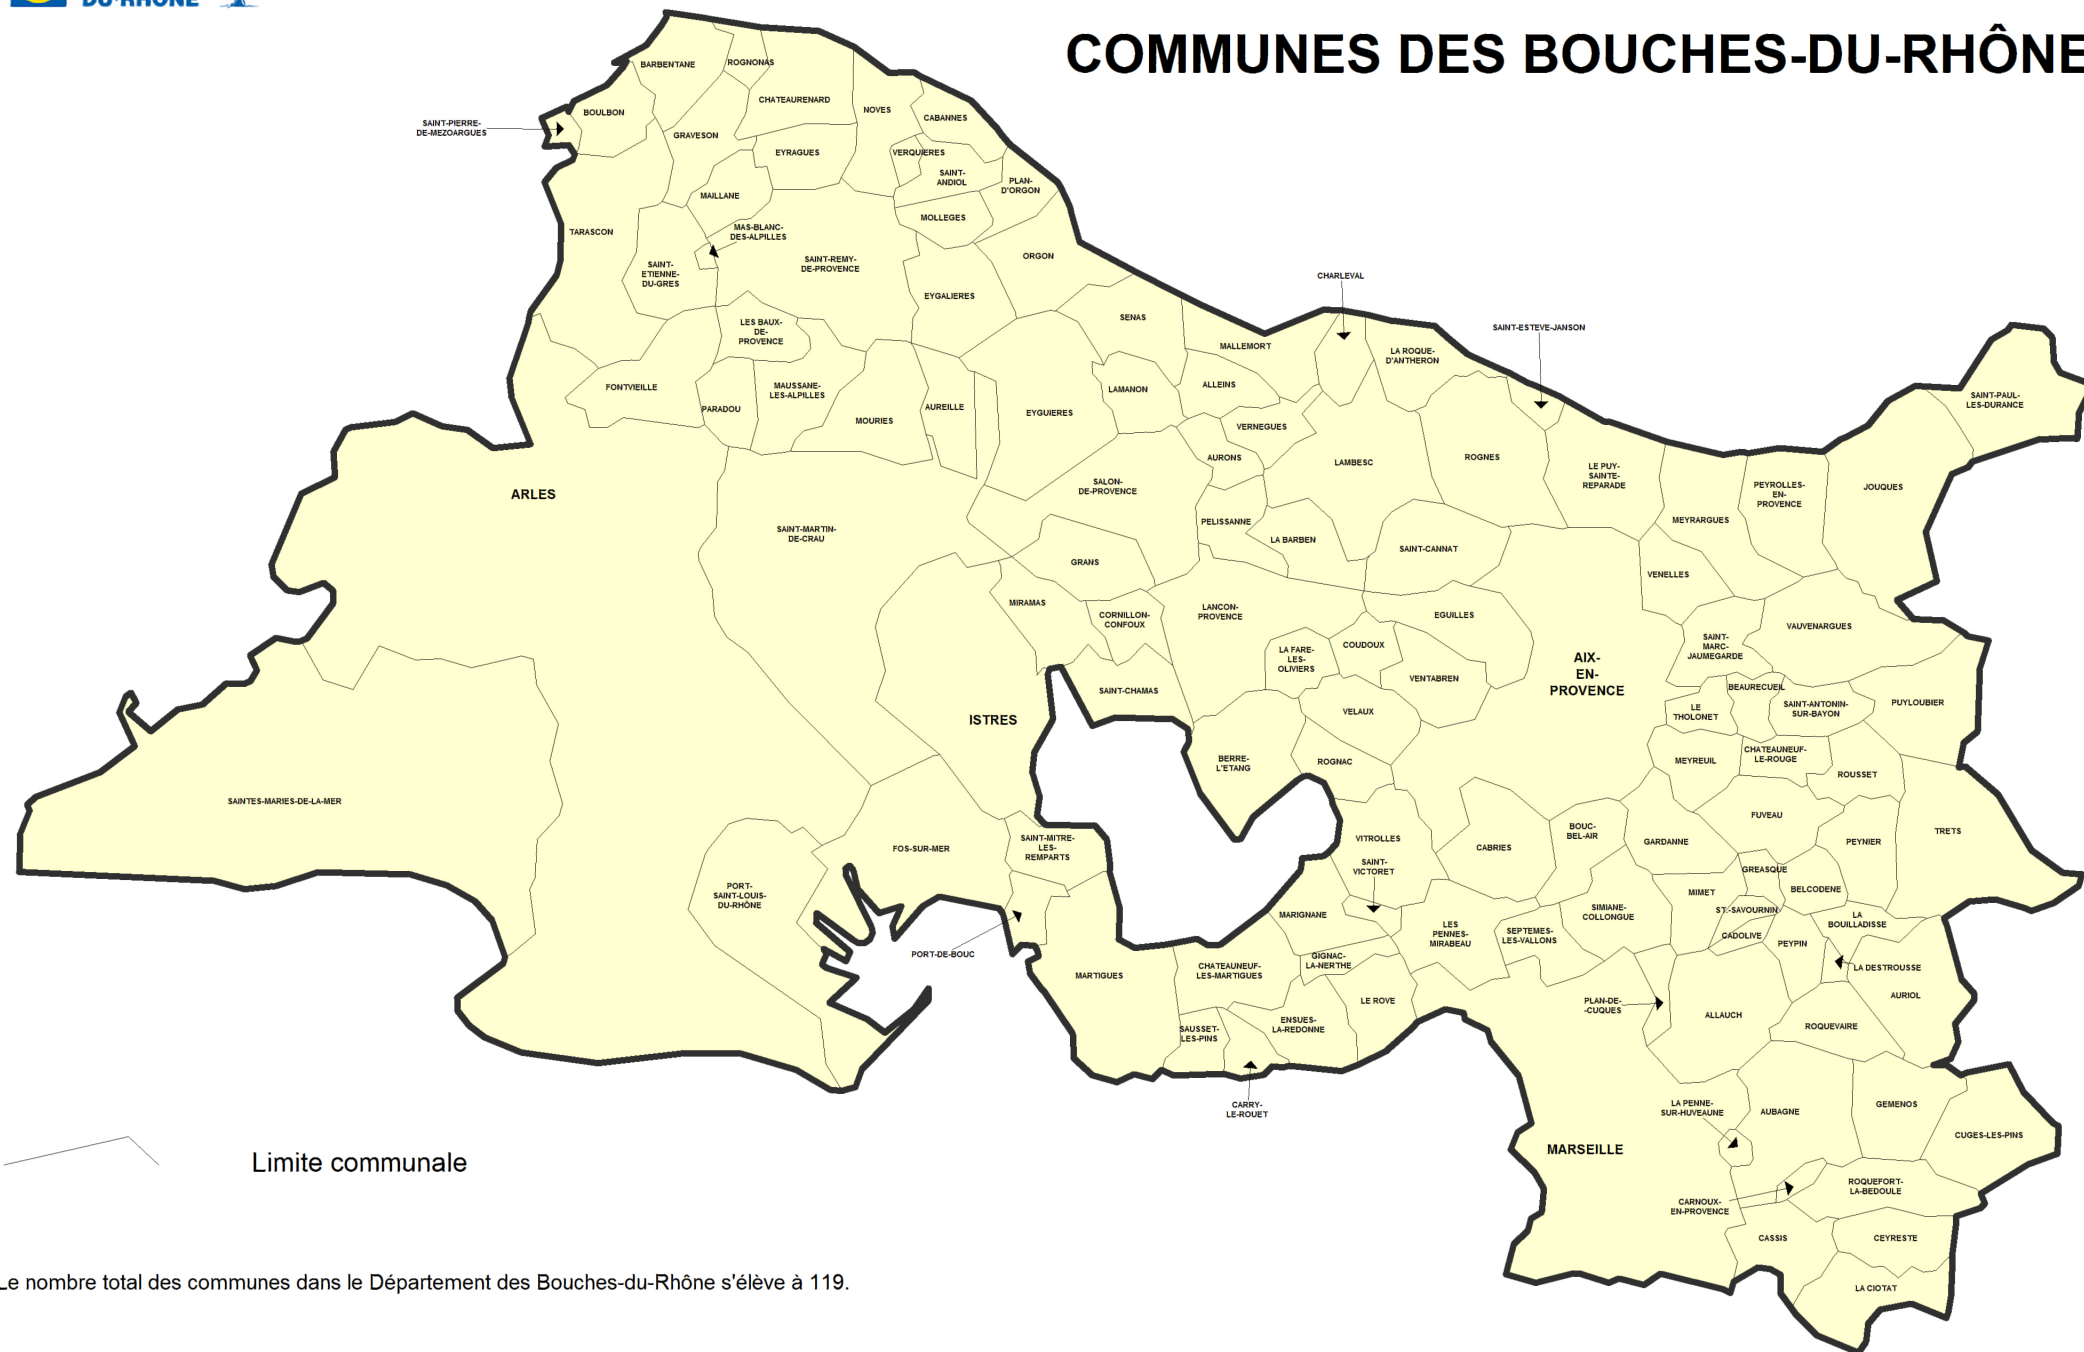 DU-RHÔNE
COMMUNES DES BOUCHES-DU-RHÔNE
BARBENTANE
ROGNONAS
CHATEAURENARD
NOVES
CABANNES
BOULBON
SAINT-PIERRE-
DE-MEZOARGUES
GRAVESON
EYRAGUES
VERQUIERES
SAINT-
ANDIOL
PLAN-
D'ORGON
MAILLANE
MOLLEGES
TARASCON
MAS-BLANC-
DES-ALPILLES
SAINT-
ETIENNE-
DU-GRES
SAINT-REMY-
DE-PROVENCE
ORGON
EYGALIERES
CHARLEVAL
SENAS
LES BAUX-
DE-
PROVENCE
MALLEMORT
LA ROQUE-
D'ANTHERON
SAINT-ESTEVE-JANSON
FONTVIEILLE
PARADOU
MAUSSANE-
LES-ALPILLES
MOURIES
AUREILLE
EYGUIERES
LAMANON
ALLEINS
VERNEGUES
SAINT-PAUL-
LES-DURANCE
AURONS
LAMBESC
ROGNES
LE PUY-
SAINTE-
REPARADE
PEYROLLES-
EN-
PROVENCE
JOUQUES
ARLES
SALON-
DE-PROVENCE
SAINT-MARTIN-
DE-CRAU
PELISSANNE
LA BARBEN
SAINT-CANNAT
MEYRARGUES
GRANS
VENELLES
MIRAMAS
CORNILLON-
CONFOUX
LANCON-
PROVENCE
EGUILLES
VAUVENARGUES
LA FARE-
LES-
OLIVIERS
COUDOUX
VENTABREN
AIX-
EN-
PROVENCE
SAINT-
MARC-
JAUMEGARDE
SAINT-CHAMAS
BEAURECUEIL
SAINT-ANTONIN-
SUR-BAYON
PUYLOUBIER
ISTRES
VELAUX
LE
THOLONET
BERRE-
L'ETANG
ROGNAC
MEYREUIL
CHATEAUNEUF-
LE-ROUGE
ROUSSET
SAINTES-MARIES-DE-LA-MER
FOS-SUR-MER
SAINT-MITRE-
LES-
REMPARTS
VITROLLES
CABRIES
BOUC-
BEL-AIR
GARDANNE
FUVEAU
PEYNIER
TRETS
SAINT-
VICTORET
GREASQUE
PORT-
SAINT-LOUIS-
DU-RHÔNE
MIMET
BELCODENE
MARIGNANE
LES
PENNES-
MIRABEAU
SEPTEMES-
LES-VALLONS
SIMIANE-
COLLONGUE
ST.-SAVOURNIN
CADOLIVE
PEYPIN
LA
BOUILLADISSE
PORT-DE-BOUC
MARTIGUES
CHATEAUNEUF-
LES-MARTIGUES
GIGNAC-
LA-NERTHE
LA DESTROUSSE
LE ROVE
PLAN-DE-
-CUQUES
ALLAUCH
AURIOL
SAUSSET-
LES-PINS
ENSUES-
LA-REDONNE
ROQUEVAIRE
CARRY-
LE-ROUET
LA PENNE-
SUR-HUVEAUNE
AUBAGNE
GEMENOS
CUGES-LES-PINS
MARSEILLE
CARNOUX-
EN-PROVENCE
ROQUEFORT-
LA-BEDOULE
CASSIS
CEYRESTE
LA CIOTAT
Limite communale
Le nombre total des communes dans le Département des Bouches-du-Rhône s'élève à 119.